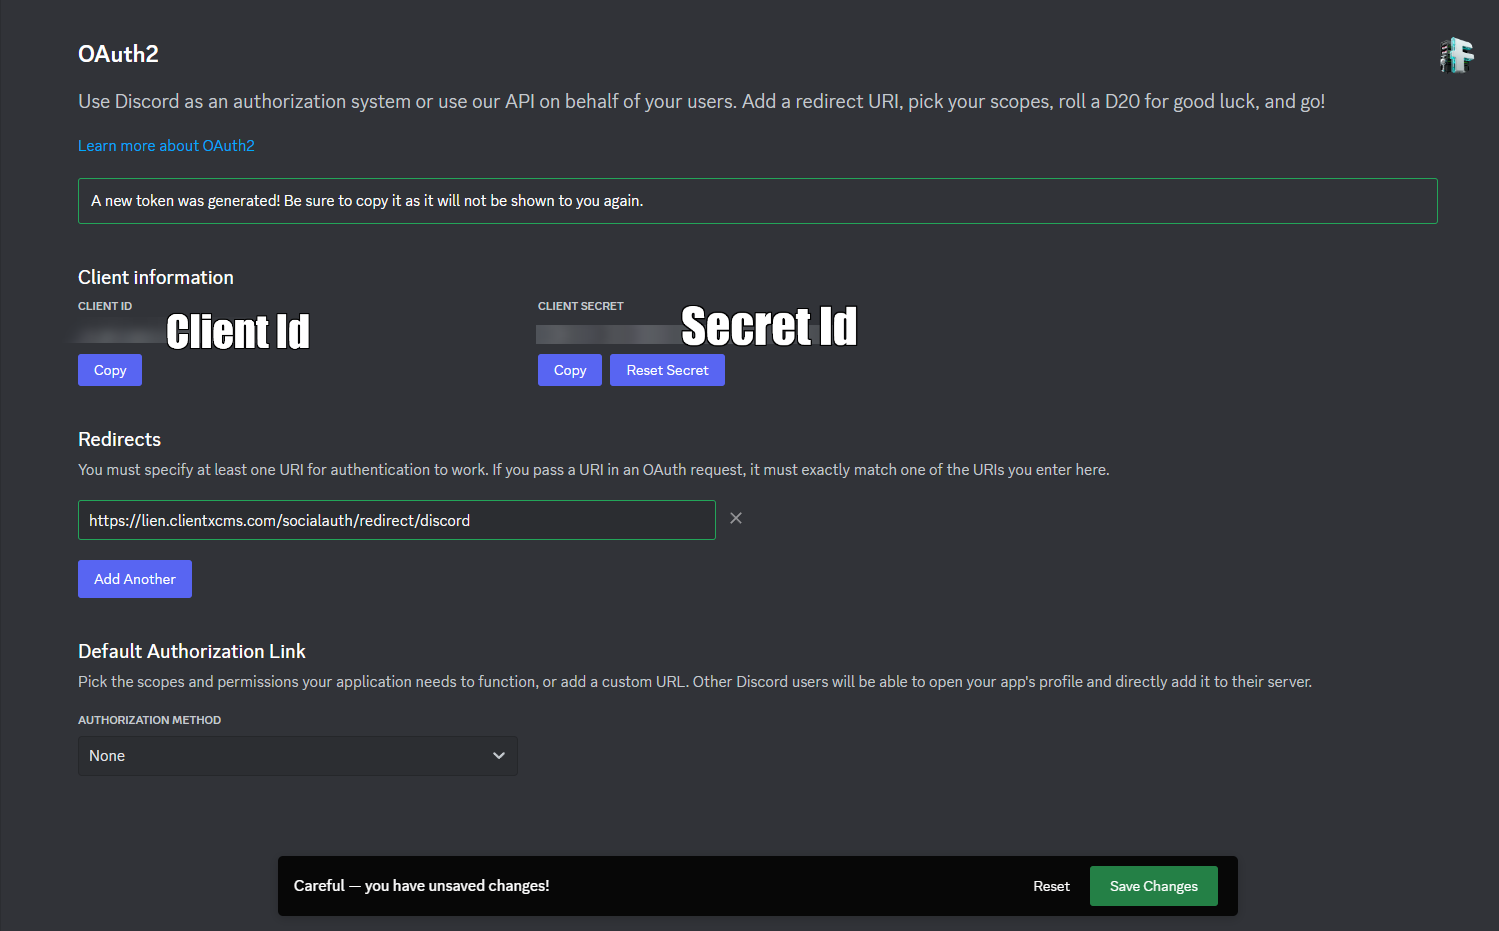 OAuth2
Use Discord as an authorization system or use our API on behalf of your users. Add a redirect URI, pick your scopes, roll a D20 for good luck, and go!
Learn more about OAuth2
A new token was generated! Be sure to copy it as it will not be shown to you again.
Client information
CLIENT ID
Client Id
Copy
CLIENT SECRET
Secret Id
Copy
Reset Secret
Redirects
You must specify at least one URI for authentication to work. If you pass a URI in an OAuth request, it must exactly match one of the URIs you enter here.
https://lien.clientxcms.com/socialauth/redirect/discord
Add Another
Default Authorization Link
Pick the scopes and permissions your application needs to function, or add a custom URL. Other Discord users will be able to open your app's profile and directly add it to their server.
AUTHORIZATION METHOD
None
Careful — you have unsaved changes!
Reset
Save Changes